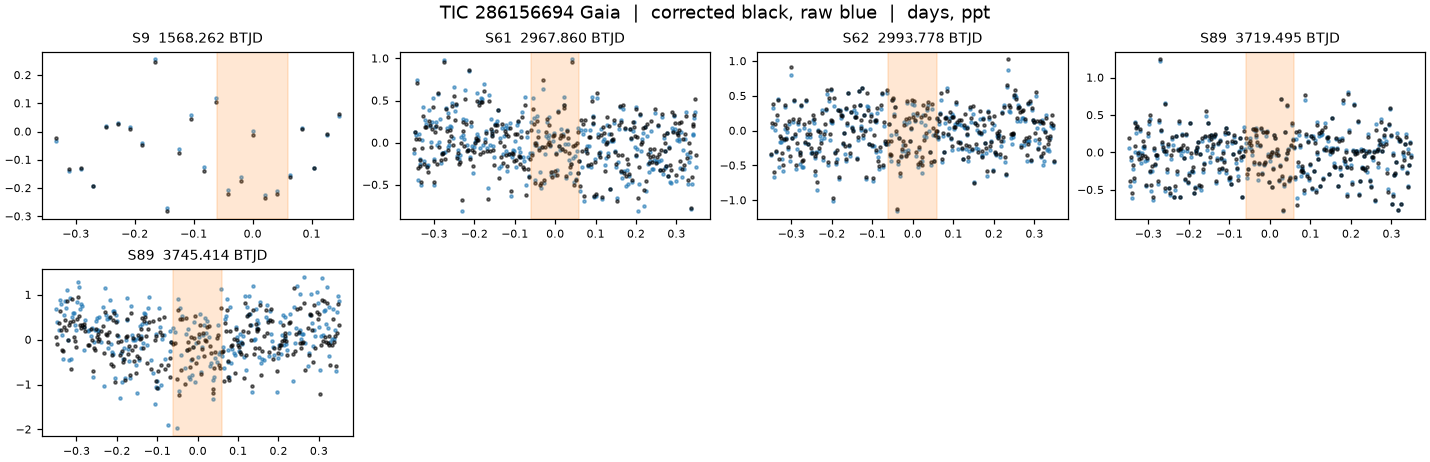 TIC 286156694 Gaia | corrected black, raw blue | days, ppt
S9 1568.262 BTJD
S61 2967.860 BTJD
S62 2993.778 BTJD
S89 3719.495 BTJD
0.2
0.1
0.0
−0.1
−0.2
−0.3
−0.3 −0.2 −0.1 0.0 0.1
1.0
0.5
0.0
−0.5
−0.3 −0.2 −0.1 0.0 0.1 0.2 0.3
1.0
0.5
0.0
−0.5
−1.0
−0.3 −0.2 −0.1 0.0 0.1 0.2 0.3
1.0
0.5
0.0
−0.5
−0.3 −0.2 −0.1 0.0 0.1 0.2 0.3
S89 3745.414 BTJD
1
0
−1
−2
−0.3 −0.2 −0.1 0.0 0.1 0.2 0.3